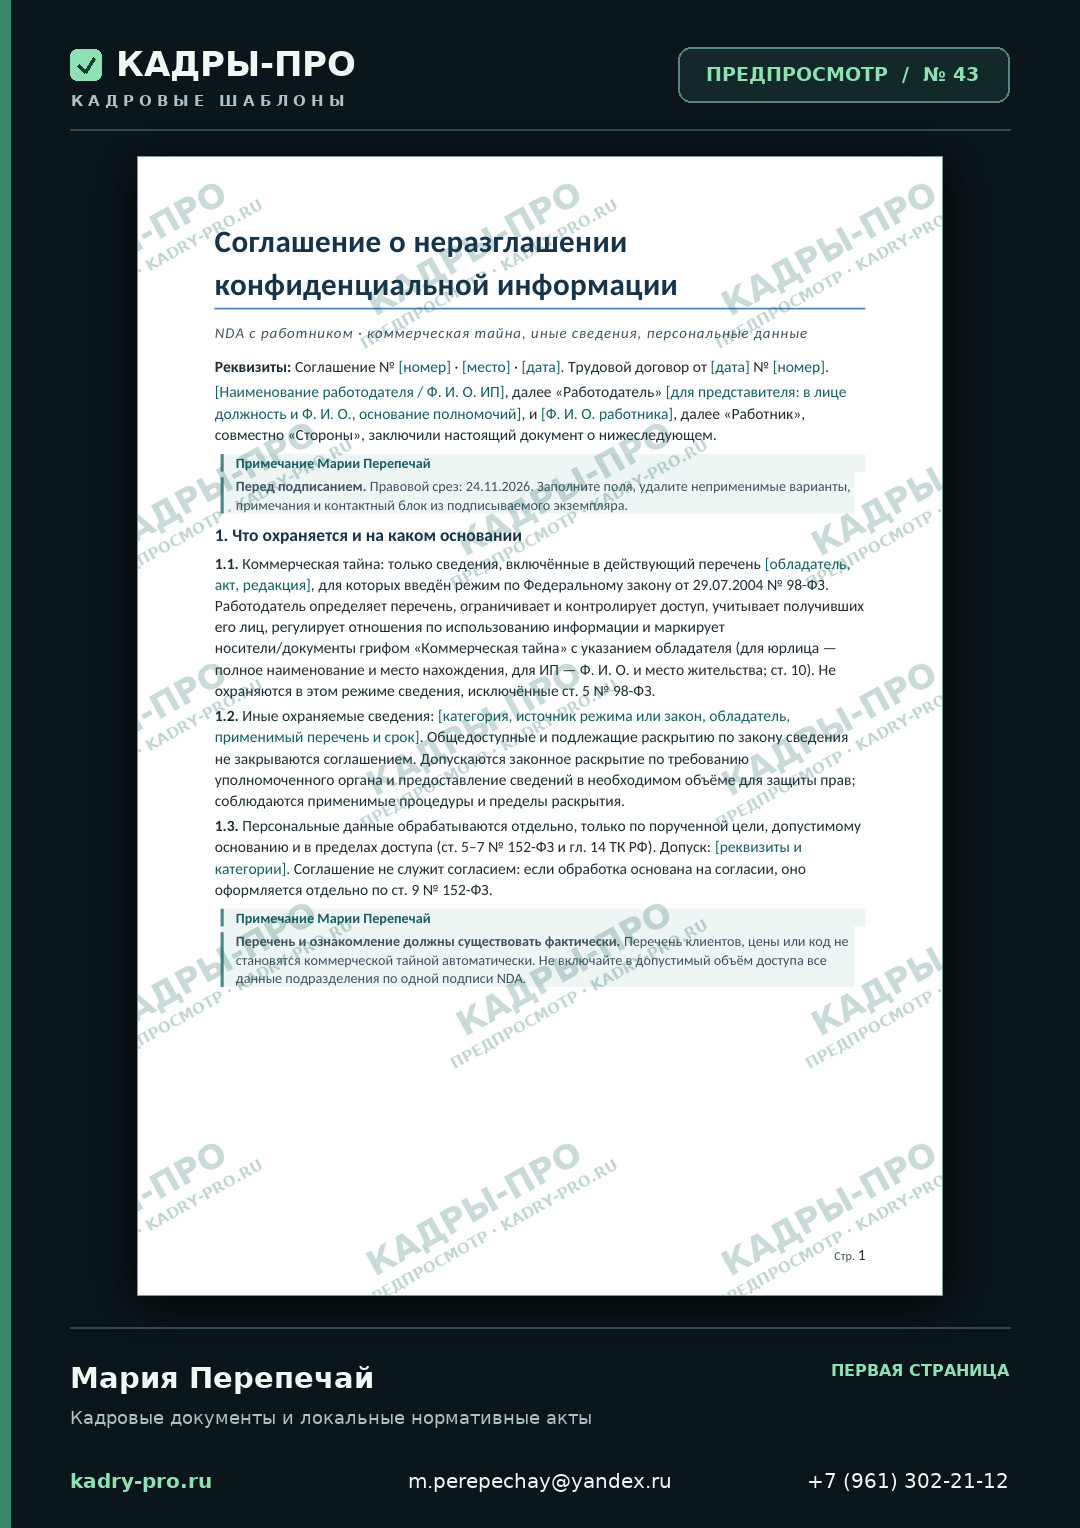 КАДРЫ-ПРО
КАДРОВЫЕ ШАБЛОНЫ
ПРЕДПРОСМОТР / № 43
Соглашение о неразглашении
конфиденциальной информации
NDA с работником · коммерческая тайна, иные сведения, персональные данные
Реквизиты: Соглашение № [номер] · [место] · [дата]. Трудовой договор от [дата] № [номер].
[Наименование работодателя / Ф. И. О. ИП], далее «Работодатель» [для представителя: в лице
должность и Ф. И. О., основание полномочий], и [Ф. И. О. работника], далее «Работник»,
совместно «Стороны», заключили настоящий документ о нижеследующем.
Примечание Марии Перепечай
Перед подписанием. Правовой срез: 24.11.2026. Заполните поля, удалите неприменимые варианты,
примечания и контактный блок из подписываемого экземпляра.
1. Что охраняется и на каком основании
1.1. Коммерческая тайна: только сведения, включённые в действующий перечень [обладатель,
акт, редакция], для которых введён режим по Федеральному закону от 29.07.2004 № 98-ФЗ.
Работодатель определяет перечень, ограничивает и контролирует доступ, учитывает получивших
его лиц, регулирует отношения по использованию информации и маркирует
носители/документы грифом «Коммерческая тайна» с указанием обладателя (для юрлица —
полное наименование и место нахождения, для ИП — Ф. И. О. и место жительства; ст. 10). Не
охраняются в этом режиме сведения, исключённые ст. 5 № 98-ФЗ.
1.2. Иные охраняемые сведения: [категория, источник режима или закон, обладатель,
применимый перечень и срок]. Общедоступные и подлежащие раскрытию по закону сведения
не закрываются соглашением. Допускаются законное раскрытие по требованию
уполномоченного органа и предоставление сведений в необходимом объёме для защиты прав;
соблюдаются применимые процедуры и пределы раскрытия.
1.3. Персональные данные обрабатываются отдельно, только по порученной цели, допустимому
основанию и в пределах доступа (ст. 5–7 № 152-ФЗ и гл. 14 ТК РФ). Допуск: [реквизиты и
категории]. Соглашение не служит согласием: если обработка основана на согласии, оно
оформляется отдельно по ст. 9 № 152-ФЗ.
Примечание Марии Перепечай
Перечень и ознакомление должны существовать фактически. Перечень клиентов, цены или код не
становятся коммерческой тайной автоматически. Не включайте в допустимый объём доступа все
данные подразделения по одной подписи NDA.
Стр. 1
Мария Перепечай
ПЕРВАЯ СТРАНИЦА
Кадровые документы и локальные нормативные акты
kadry-pro.ru
m.perepechay@yandex.ru
+7 (961) 302-21-12